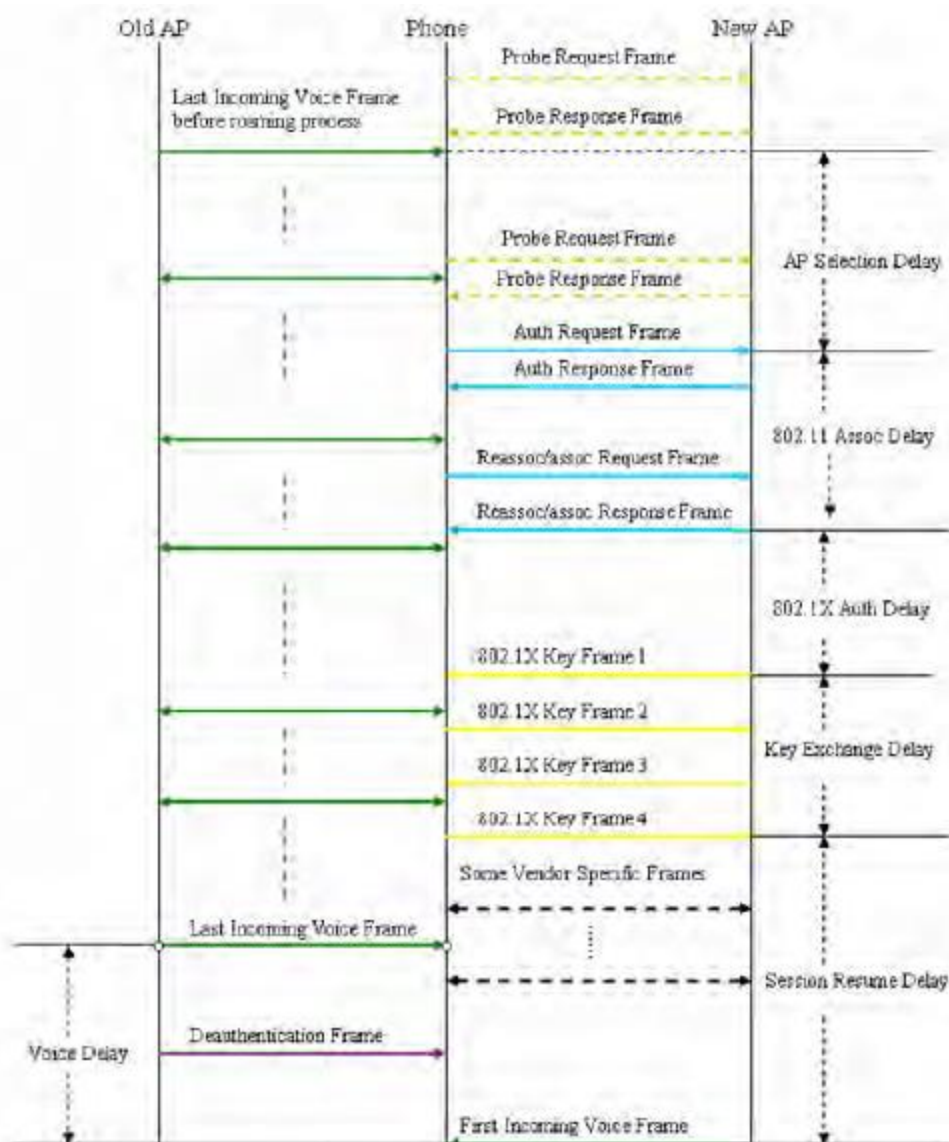 Old AP
Phone
New AP
Probe Request Frame
Last Incoming Voice Frame
before roaming process
Probe Response Frame
Probe Request Frame
AP Selection Delay
Probe Response Frame
Auth Request Frame
Auth Response Frame
802.11 Assoc Delay
Reassoc/assoc Request Frame
Reassoc/assoc Response Frame
802.1X Auth Delay
802.1X Key Frame 1
802.1X Key Frame 2
Key Exchange Delay
802.1X Key Frame 3
802.1X Key Frame 4
Some Vendor Specific Frames
Last Incoming Voice Frame
Session Resume Delay
Deauthentication Frame
Voice Delay
First Incoming Voice Frame